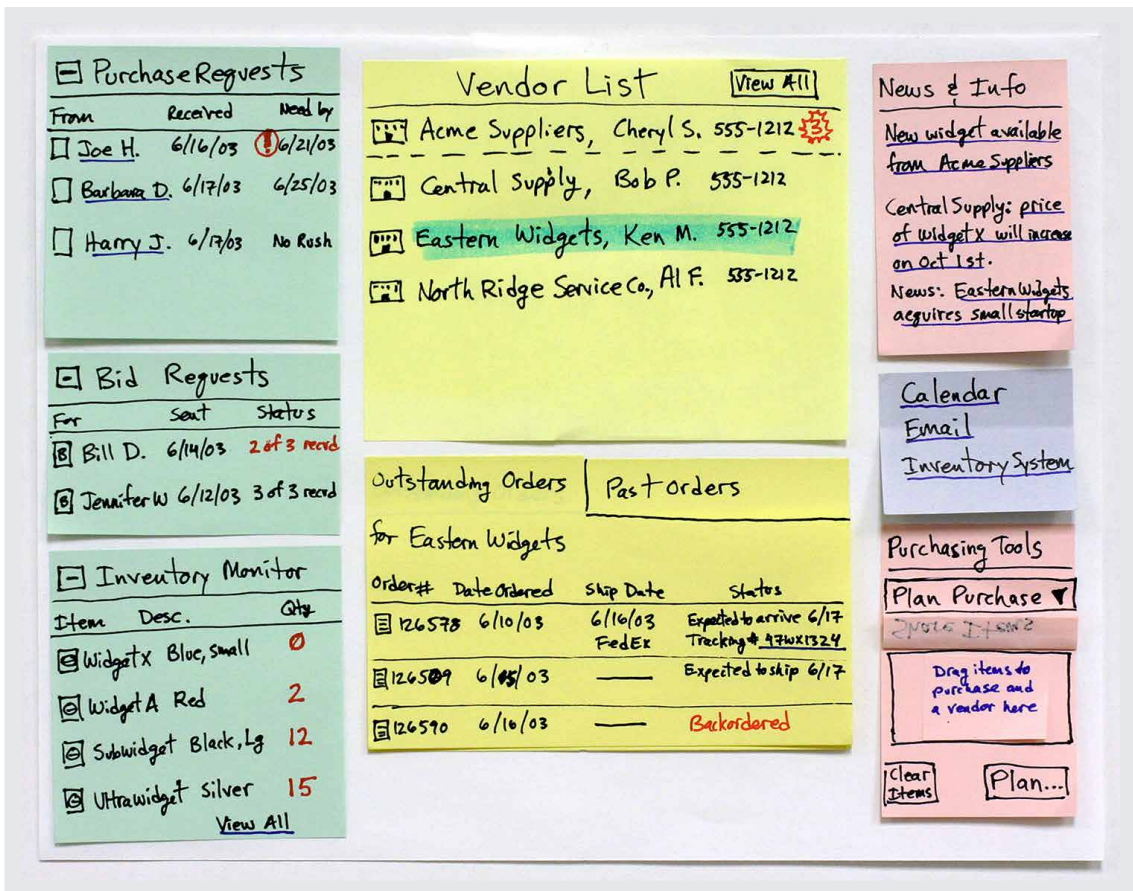 Purchase Requests
From Received Need by
Joe H. 6/16/03 ! 6/21/03
Barbara D. 6/17/03 6/25/03
Harry J. 6/17/03 No Rush
Bid Requests
For Sent Status
B Bill D. 6/14/03 2 of 3 recvd
B Jennifer W 6/12/03 3 of 3 recvd
Inventory Monitor
Item Desc. Qty
Widget X Blue, small 0
Widget A Red 2
Subwidget Black, Lg 12
Ultrawidget Silver 15
View All
Vendor List View All
Acme Suppliers, Cheryl S. 555-1212 3
Central Supply, Bob P. 555-1212
Eastern Widgets, Ken M. 555-1212
North Ridge Service Co., Al F. 555-1212
Outstanding Orders Past Orders
for Eastern Widgets
Order# Date Ordered Ship Date Status
126578 6/10/03 6/16/03 Expected to arrive 6/17
FedEx Tracking # 47WX1324
126589 6/15/03 — Expected to ship 6/17
126590 6/10/03 — Backordered
News & Info
New widget available
from Acme Suppliers
Central Supply: price
of widget X will increase
on Oct 1st.
News: Eastern Widgets
acquires small startup
Calendar
Email
Inventory System
Purchasing Tools
Plan Purchase ▼
Share Items
Drag items to
purchase and
a vendor here
Clear
Items
Plan...